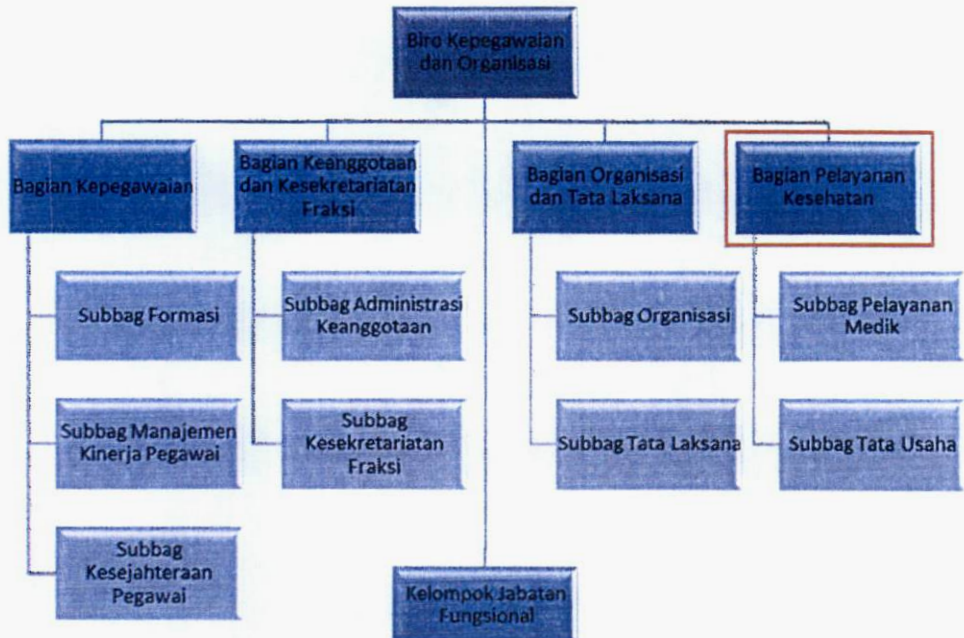 Biro Kepegawaian
dan Organisasi
Bagian Kepegawaian
Bagian Keanggotaan
dan Kesekretariatan
Fraksi
Bagian Organisasi
dan Tata Laksana
Bagian Pelayanan
Kesehatan
Subbag Formasi
Subbag Administrasi
Keanggotaan
Subbag Organisasi
Subbag Pelayanan
Medik
Subbag Manajemen
Kinerja Pegawai
Subbag
Kesekretariatan
Fraksi
Subbag Tata Laksana
Subbag Tata Usaha
Subbag
Kesejahteraan
Pegawai
Kelompok Jabatan
Fungsional